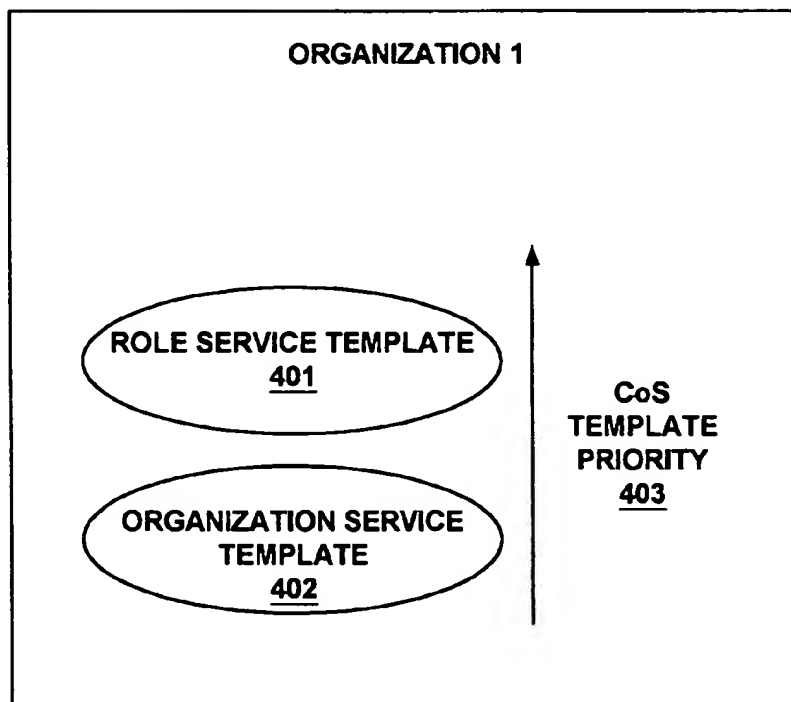 ORGANIZATION 1
ROLE SERVICE TEMPLATE
401
ORGANIZATION SERVICE
TEMPLATE
402
CoS
TEMPLATE
PRIORITY
403